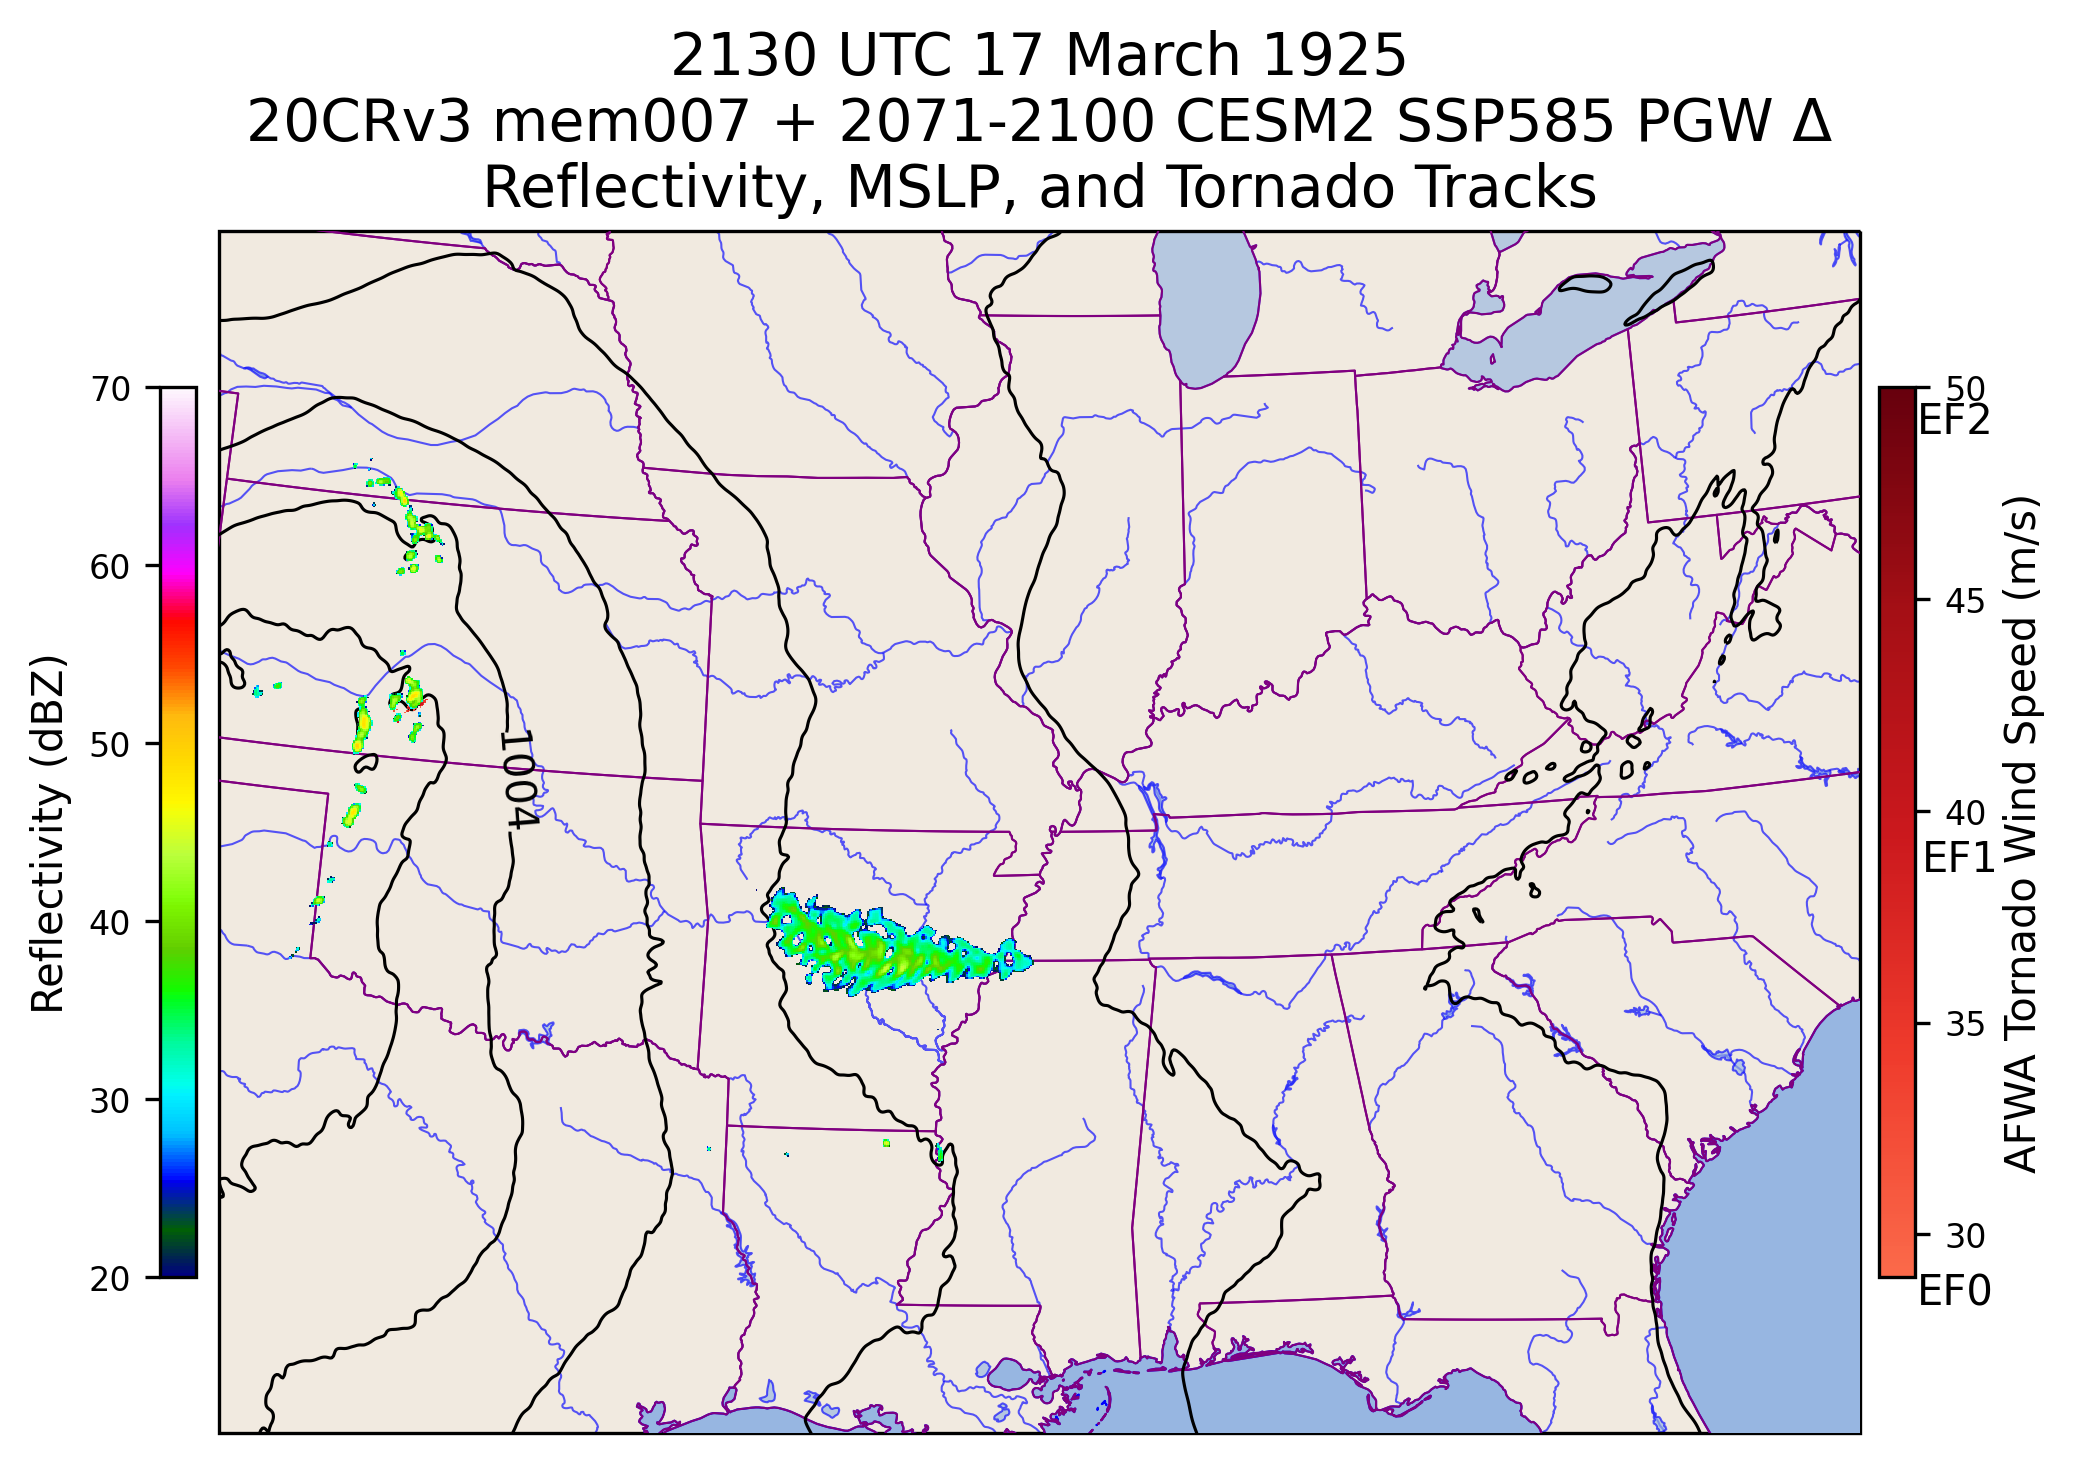 2130 UTC 17 March 1925
20CRv3 mem007 + 2071-2100 CESM2 SSP585 PGW Δ
Reflectivity, MSLP, and Tornado Tracks
70
60
50
40
30
20
Reflectivity (dBZ)
1004
50
EF2
45
40
EF1
35
30
EF0
AFWA Tornado Wind Speed (m/s)